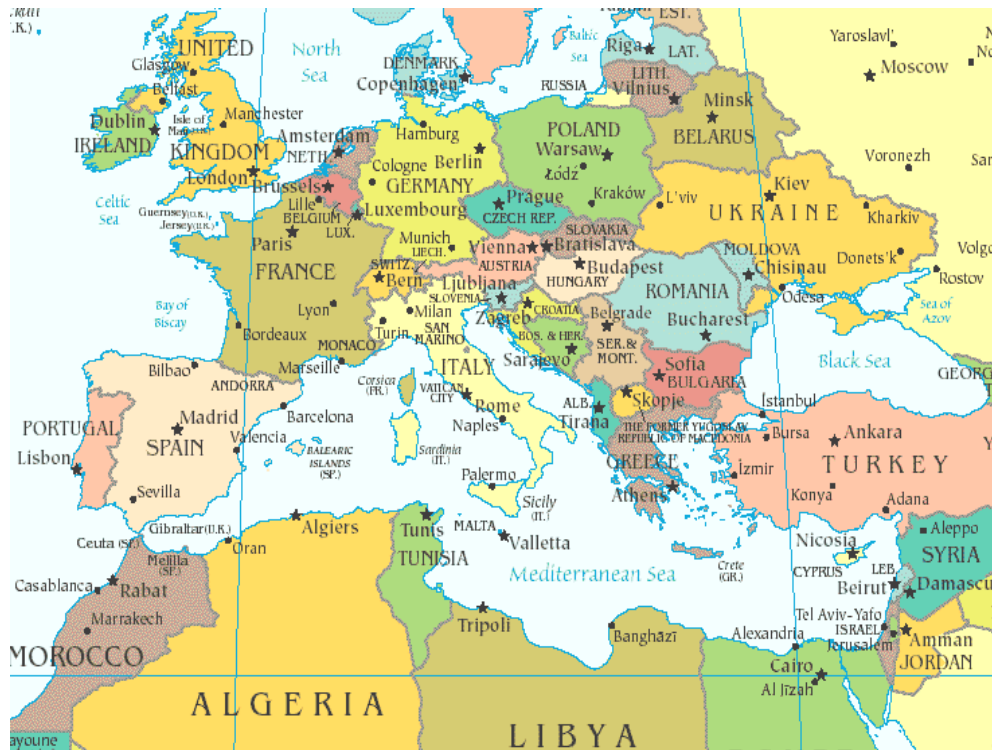 UNITED
Glasgow
Belfast
Dublin
IRELAND
Isle of
Man (U.K.)
Manchester
KINGDOM
London
North
Sea
Celtic
Sea
Guernsey (U.K.)
Jersey (U.K.)
DENMARK
Copenhagen
Baltic
Sea
EST.
Riga
LAT.
LITH.
Vilnius
RUSSIA
Yaroslavl'
Moscow
Minsk
BELARUS
Voronezh
Amsterdam
NETH.
Brussels
Lille
BELGIUM
LUX.
Luxembourg
Hamburg
Berlin
Cologne
GERMANY
Munich
LIECH.
POLAND
Warsaw
Łódź
Kraków
Prague
CZECH REP.
SLOVAKIA
Vienna
Bratislava
AUSTRIA
Budapest
HUNGARY
L'viv
Kiev
UKRAINE
Kharkiv
Donets'k
Volgo
Rostov
Sea of
Azov
MOLDOVA
Chisinau
Odesa
Paris
FRANCE
SWITZ.
Bern
Lyon
Bordeaux
MONACO
Marseille
Bay of
Biscay
Ljubljana
SLOVENIA
Zagreb
CROATIA
Milan
Turin
SAN
MARINO
ITALY
BOS. & HER.
Sarajevo
Belgrade
SER. &
MONT.
ROMANIA
Bucharest
Sofia
BULGARIA
Black Sea
GEORG
Bilbao
ANDORRA
Madrid
SPAIN
Barcelona
Valencia
Sevilla
PORTUGAL
Lisbon
BALEARIC
ISLANDS
(SP.)
Corsica
(FR.)
Sardinia
(IT.)
VATICAN
CITY
Rome
Naples
Palermo
Sicily
(IT.)
ALB.
Tirana
Skopje
THE FORMER YUGOSLAV
REPUBLIC OF MACEDONIA
GREECE
Athens
Crete
(GR.)
İstanbul
Bursa
Ankara
TURKEY
İzmir
Konya
Adana
Gibraltar (U.K.)
Ceuta (SP.)
Melilla
(SP.)
Oran
Algiers
Tunis
TUNISIA
MALTA
Valletta
Mediterranean Sea
Nicosia
CYPRUS
Aleppo
SYRIA
LEB.
Beirut
Damascu
Casablanca
Rabat
Marrakech
MOROCCO
ALGERIA
Tripoli
Banghāzī
LIBYA
Alexandria
Cairo
Al Jīzah
Tel Aviv-Yafo
ISRAEL
Jerusalem
Amman
JORDAN
ayoune